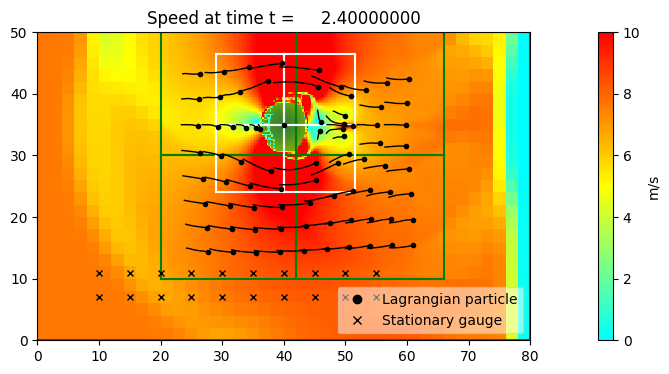 Speed at time t = 2.40000000
50
40
30
20
10
0
0 10 20 30 40 50 60 70 80
Lagrangian particle
Stationary gauge
10
8
6
4
2
0
m/s